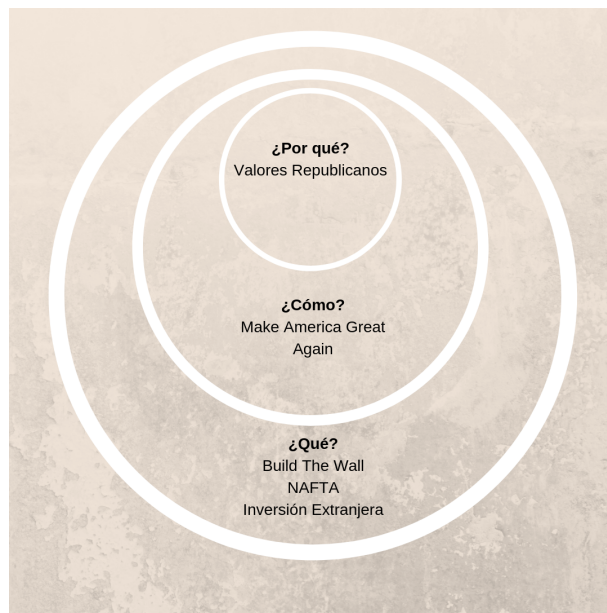 ¿Por qué?
Valores Republicanos
¿Cómo?
Make America Great
Again
¿Qué?
Build The Wall
NAFTA
Inversión Extranjera